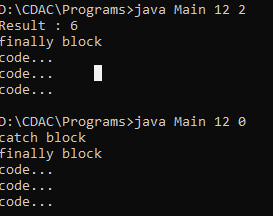 D:\CDAC\Programs>java Main 12 2
Result : 6
finally block
code...
code...
code...
D:\CDAC\Programs>java Main 12 0
catch block
finally block
code...
code...
code...